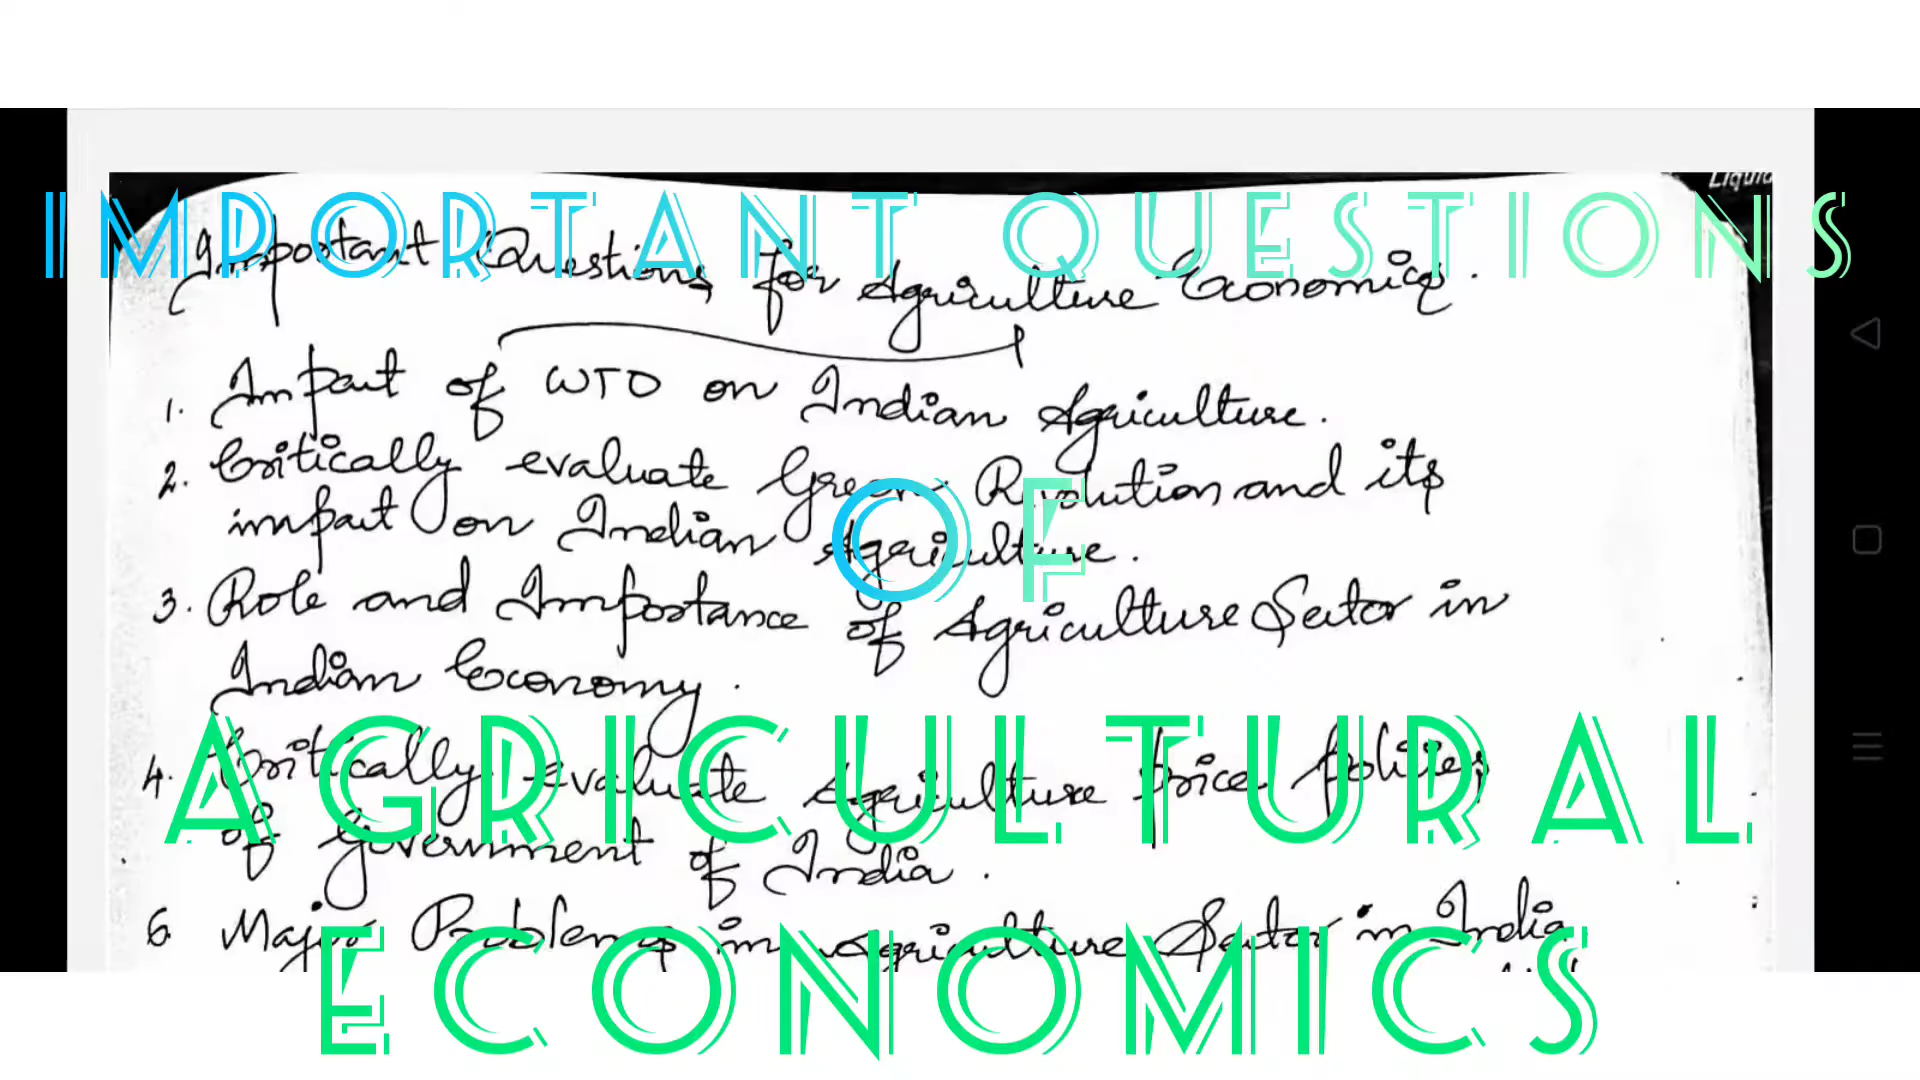 Liquid
IMPORTANT QUESTIONS
Important Questions for Agriculture Economics.
1. Impact of WTO on Indian Agriculture.
2. Critically evaluate Green Revolution and its
impact on Indian Agriculture.
OF
3. Role and Importance of Agriculture Sector in
Indian Economy.
AGRICULTURAL
4. Critically evaluate Agriculture price policies
of Government of India.
5 Major Problems in Agriculture Sector in India
ECONOMICS